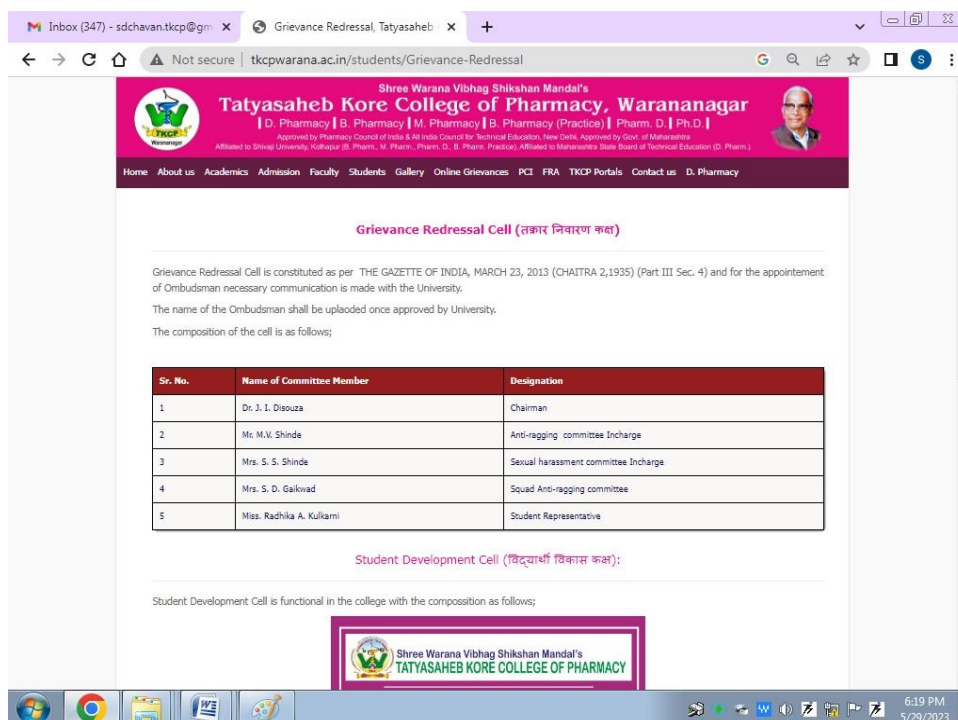 Inbox (347) - sdchavan.tkcp@gm
Grievance Redressal, Tatyasaheb
Not secure | tkcpwarana.ac.in/students/Grievance-Redressal
G
S
Shree Warana Vibhag Shikshan Mandal's
Tatyasaheb Kore College of Pharmacy, Warananagar
| D. Pharmacy | B. Pharmacy | M. Pharmacy | B. Pharmacy (Practice) | Pharm. D. | Ph.D. |
Approved by Pharmacy Council of India & All India Council for Technical Education, New Delhi, Approved by Govt. of Maharashtra
Affiliated to Shivaji University, Kolhapur (B. Pharm., M. Pharm., Pharm. D., B. Pharm. Practice), Affiliated to Maharashtra State Board of Technical Education (D. Pharm.)
TKCP
Warananagar
Home About us Academics Admission Faculty Students Gallery Online Grievances PCI FRA TKCP Portals Contact us D. Pharmacy
Grievance Redressal Cell (तक्रार निवारण कक्ष)
Grievance Redressal Cell is constituted as per THE GAZETTE OF INDIA, MARCH 23, 2013 (CHAITRA 2,1935) (Part III Sec. 4) and for the appointement
of Ombudsman necessary communication is made with the University.
The name of the Ombudsman shall be uplaoded once approved by University.
The composition of the cell is as follows;
Sr. No. Name of Committee Member Designation
1 Dr. J. I. Disouza Chairman
2 Mr. M.V. Shinde Anti-ragging committee Incharge
3 Mrs. S. S. Shinde Sexual harassment committee Incharge
4 Mrs. S. D. Gaikwad Squad Anti-ragging committee
5 Miss. Radhika A. Kulkarni Student Representative
Student Development Cell (विद्यार्थी विकास कक्ष):
Student Development Cell is functional in the college with the compossition as follows;
Shree Warana Vibhag Shikshan Mandal's
TATYASAHEB KORE COLLEGE OF PHARMACY
6:19 PM
5/29/2023